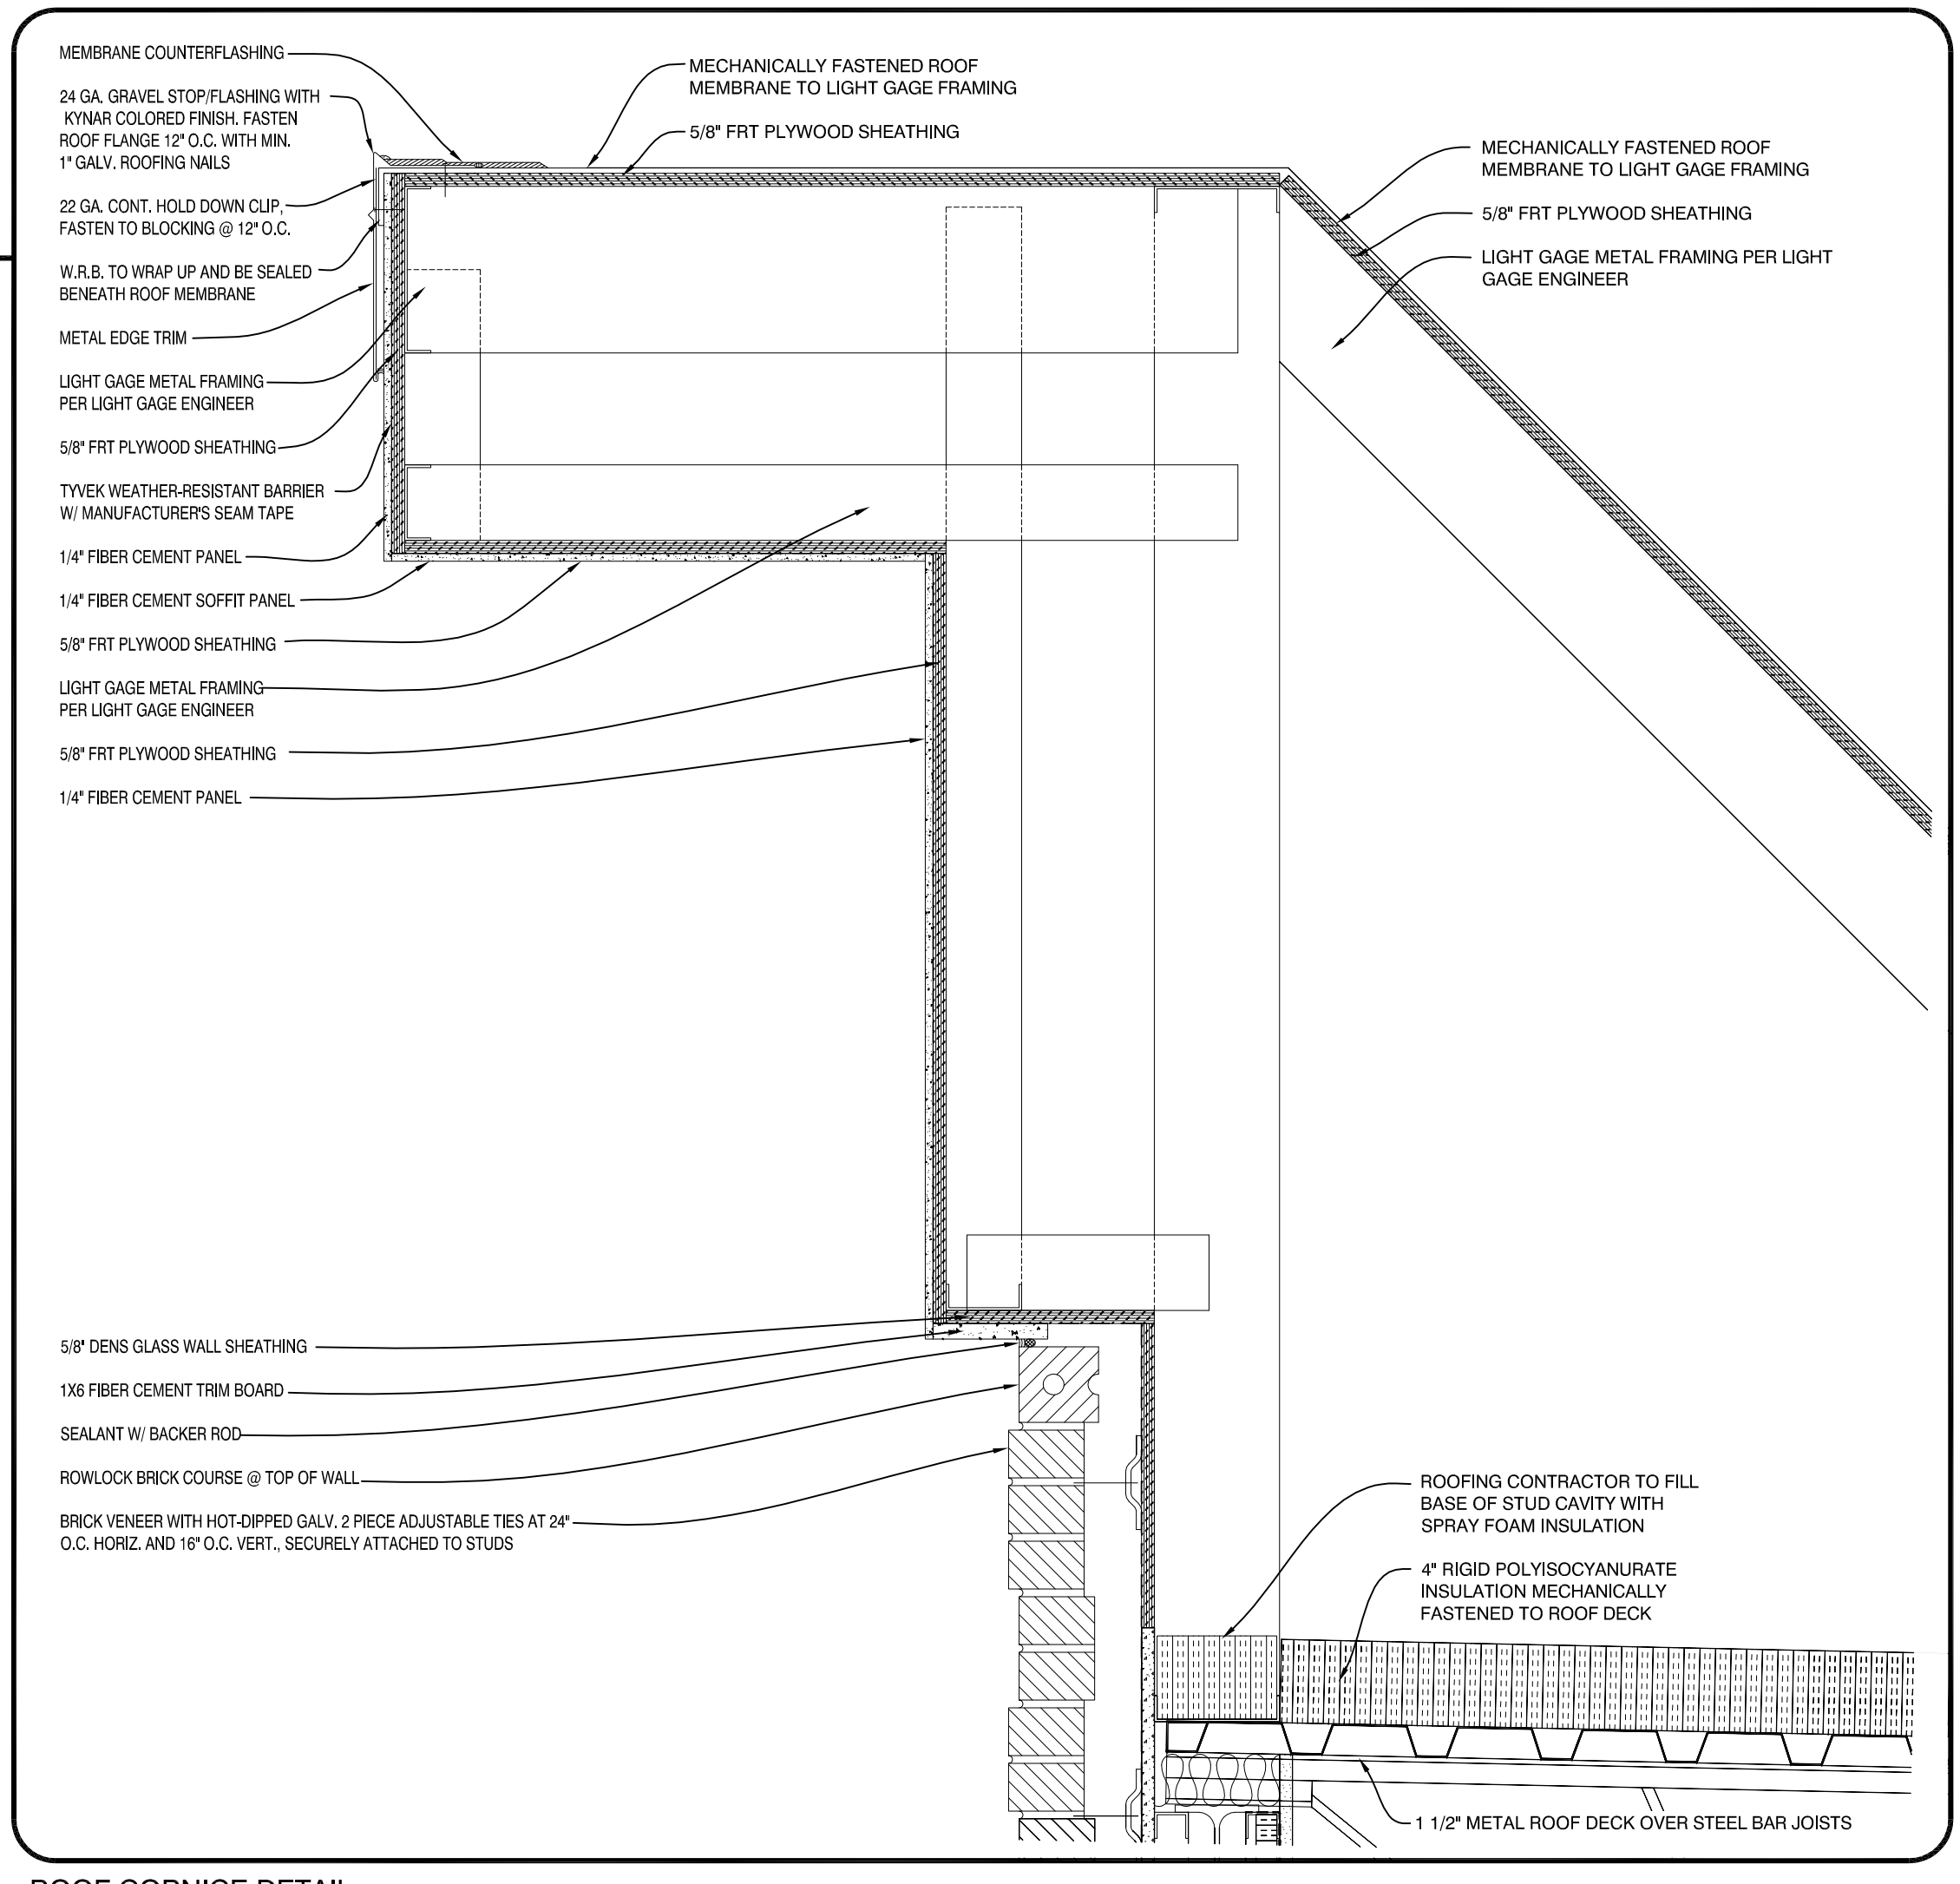 MEMBRANE COUNTERFLASHING
24 GA. GRAVEL STOP/FLASHING WITH
KYNAR COLORED FINISH. FASTEN
ROOF FLANGE 12" O.C. WITH MIN.
1" GALV. ROOFING NAILS
22 GA. CONT. HOLD DOWN CLIP,
FASTEN TO BLOCKING @ 12" O.C.
W.R.B. TO WRAP UP AND BE SEALED
BENEATH ROOF MEMBRANE
METAL EDGE TRIM
LIGHT GAGE METAL FRAMING
PER LIGHT GAGE ENGINEER
5/8" FRT PLYWOOD SHEATHING
TYVEK WEATHER-RESISTANT BARRIER
W/ MANUFACTURER'S SEAM TAPE
1/4" FIBER CEMENT PANEL
1/4" FIBER CEMENT SOFFIT PANEL
5/8" FRT PLYWOOD SHEATHING
LIGHT GAGE METAL FRAMING
PER LIGHT GAGE ENGINEER
5/8" FRT PLYWOOD SHEATHING
1/4" FIBER CEMENT PANEL
MECHANICALLY FASTENED ROOF
MEMBRANE TO LIGHT GAGE FRAMING
5/8" FRT PLYWOOD SHEATHING
MECHANICALLY FASTENED ROOF
MEMBRANE TO LIGHT GAGE FRAMING
5/8" FRT PLYWOOD SHEATHING
LIGHT GAGE METAL FRAMING PER LIGHT
GAGE ENGINEER
5/8" DENS GLASS WALL SHEATHING
1X6 FIBER CEMENT TRIM BOARD
SEALANT W/ BACKER ROD
ROWLOCK BRICK COURSE @ TOP OF WALL
BRICK VENEER WITH HOT-DIPPED GALV. 2 PIECE ADJUSTABLE TIES AT 24"
O.C. HORIZ. AND 16" O.C. VERT., SECURELY ATTACHED TO STUDS
ROOFING CONTRACTOR TO FILL
BASE OF STUD CAVITY WITH
SPRAY FOAM INSULATION
4" RIGID POLYISOCYANURATE
INSULATION MECHANICALLY
FASTENED TO ROOF DECK
1 1/2" METAL ROOF DECK OVER STEEL BAR JOISTS
ROOF CORNICE DETAIL